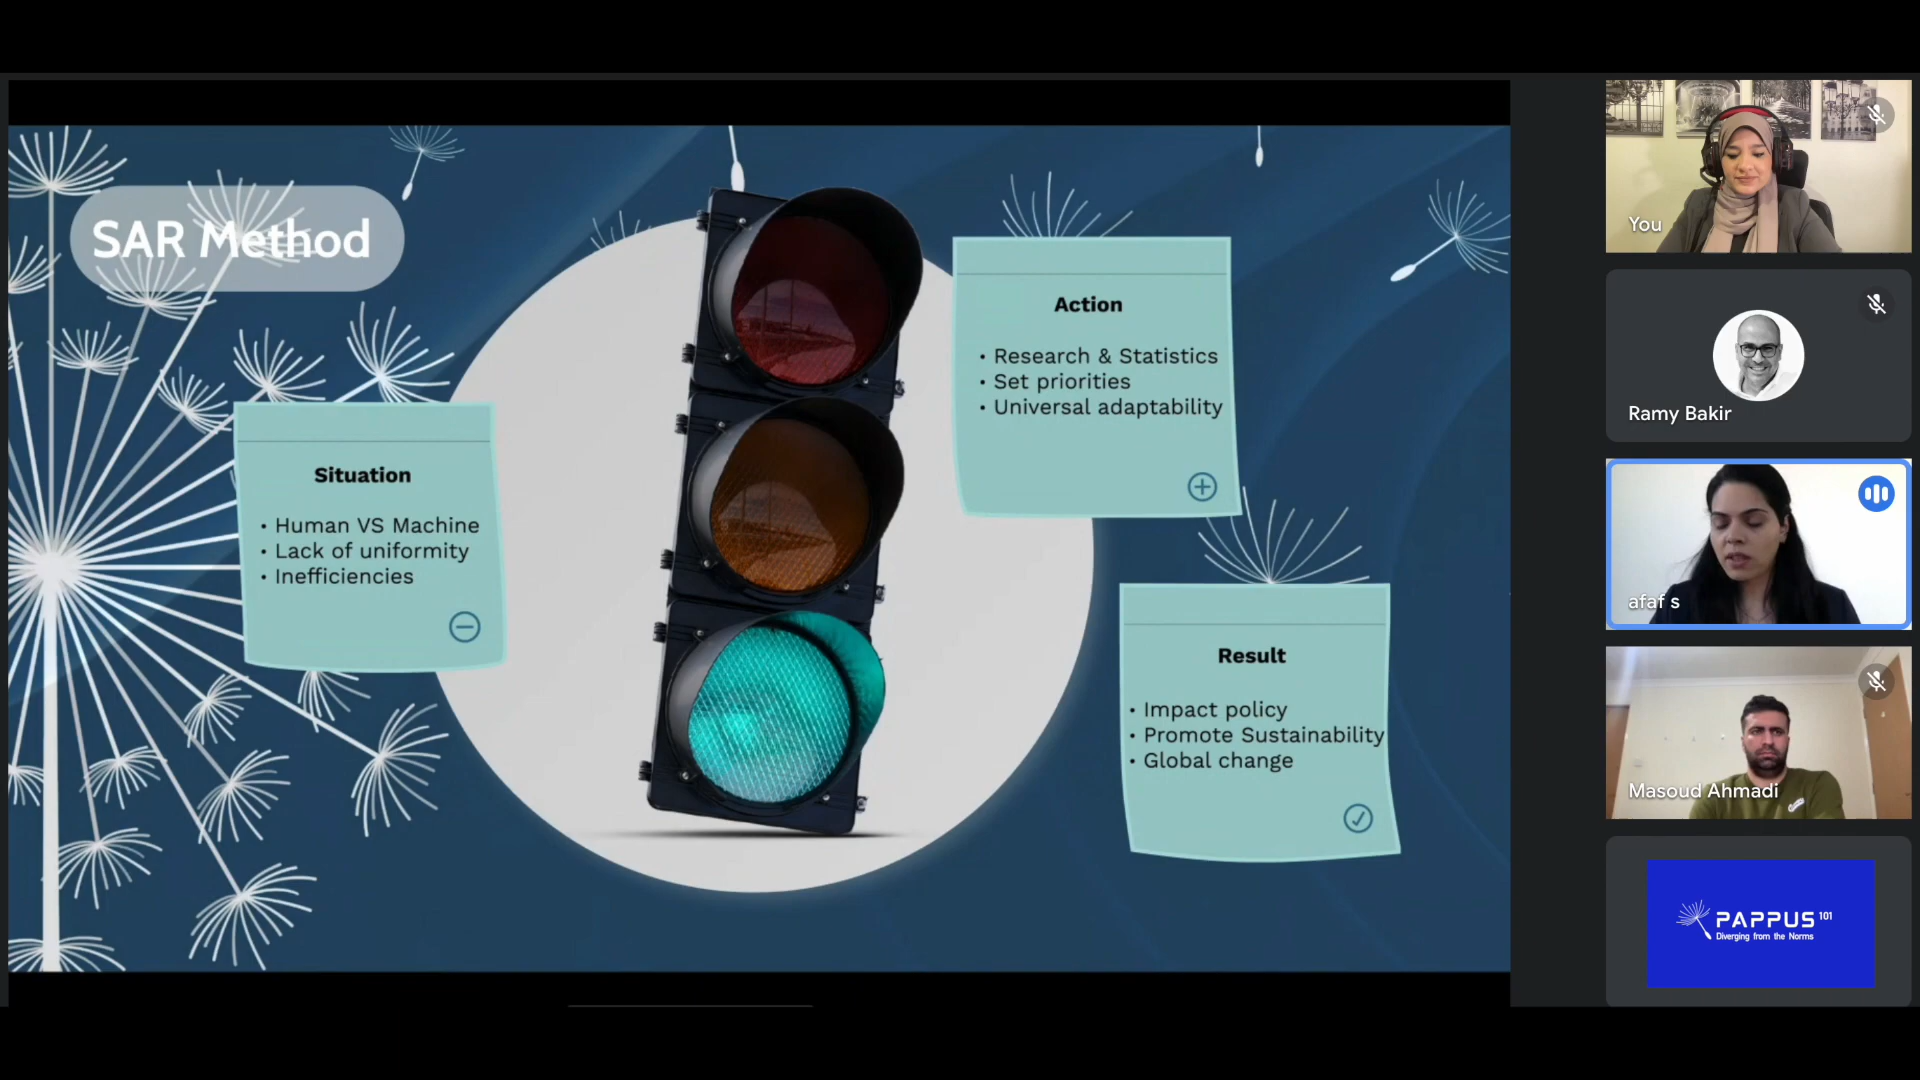 SAR Method
Situation
• Human VS Machine
• Lack of uniformity
• Inefficiencies
Action
• Research & Statistics
• Set priorities
• Universal adaptability
Result
• Impact policy
• Promote Sustainability
• Global change
You
Ramy Bakir
afaf s
Masoud Ahmadi
PAPPUS 101
Diverging from the Norms